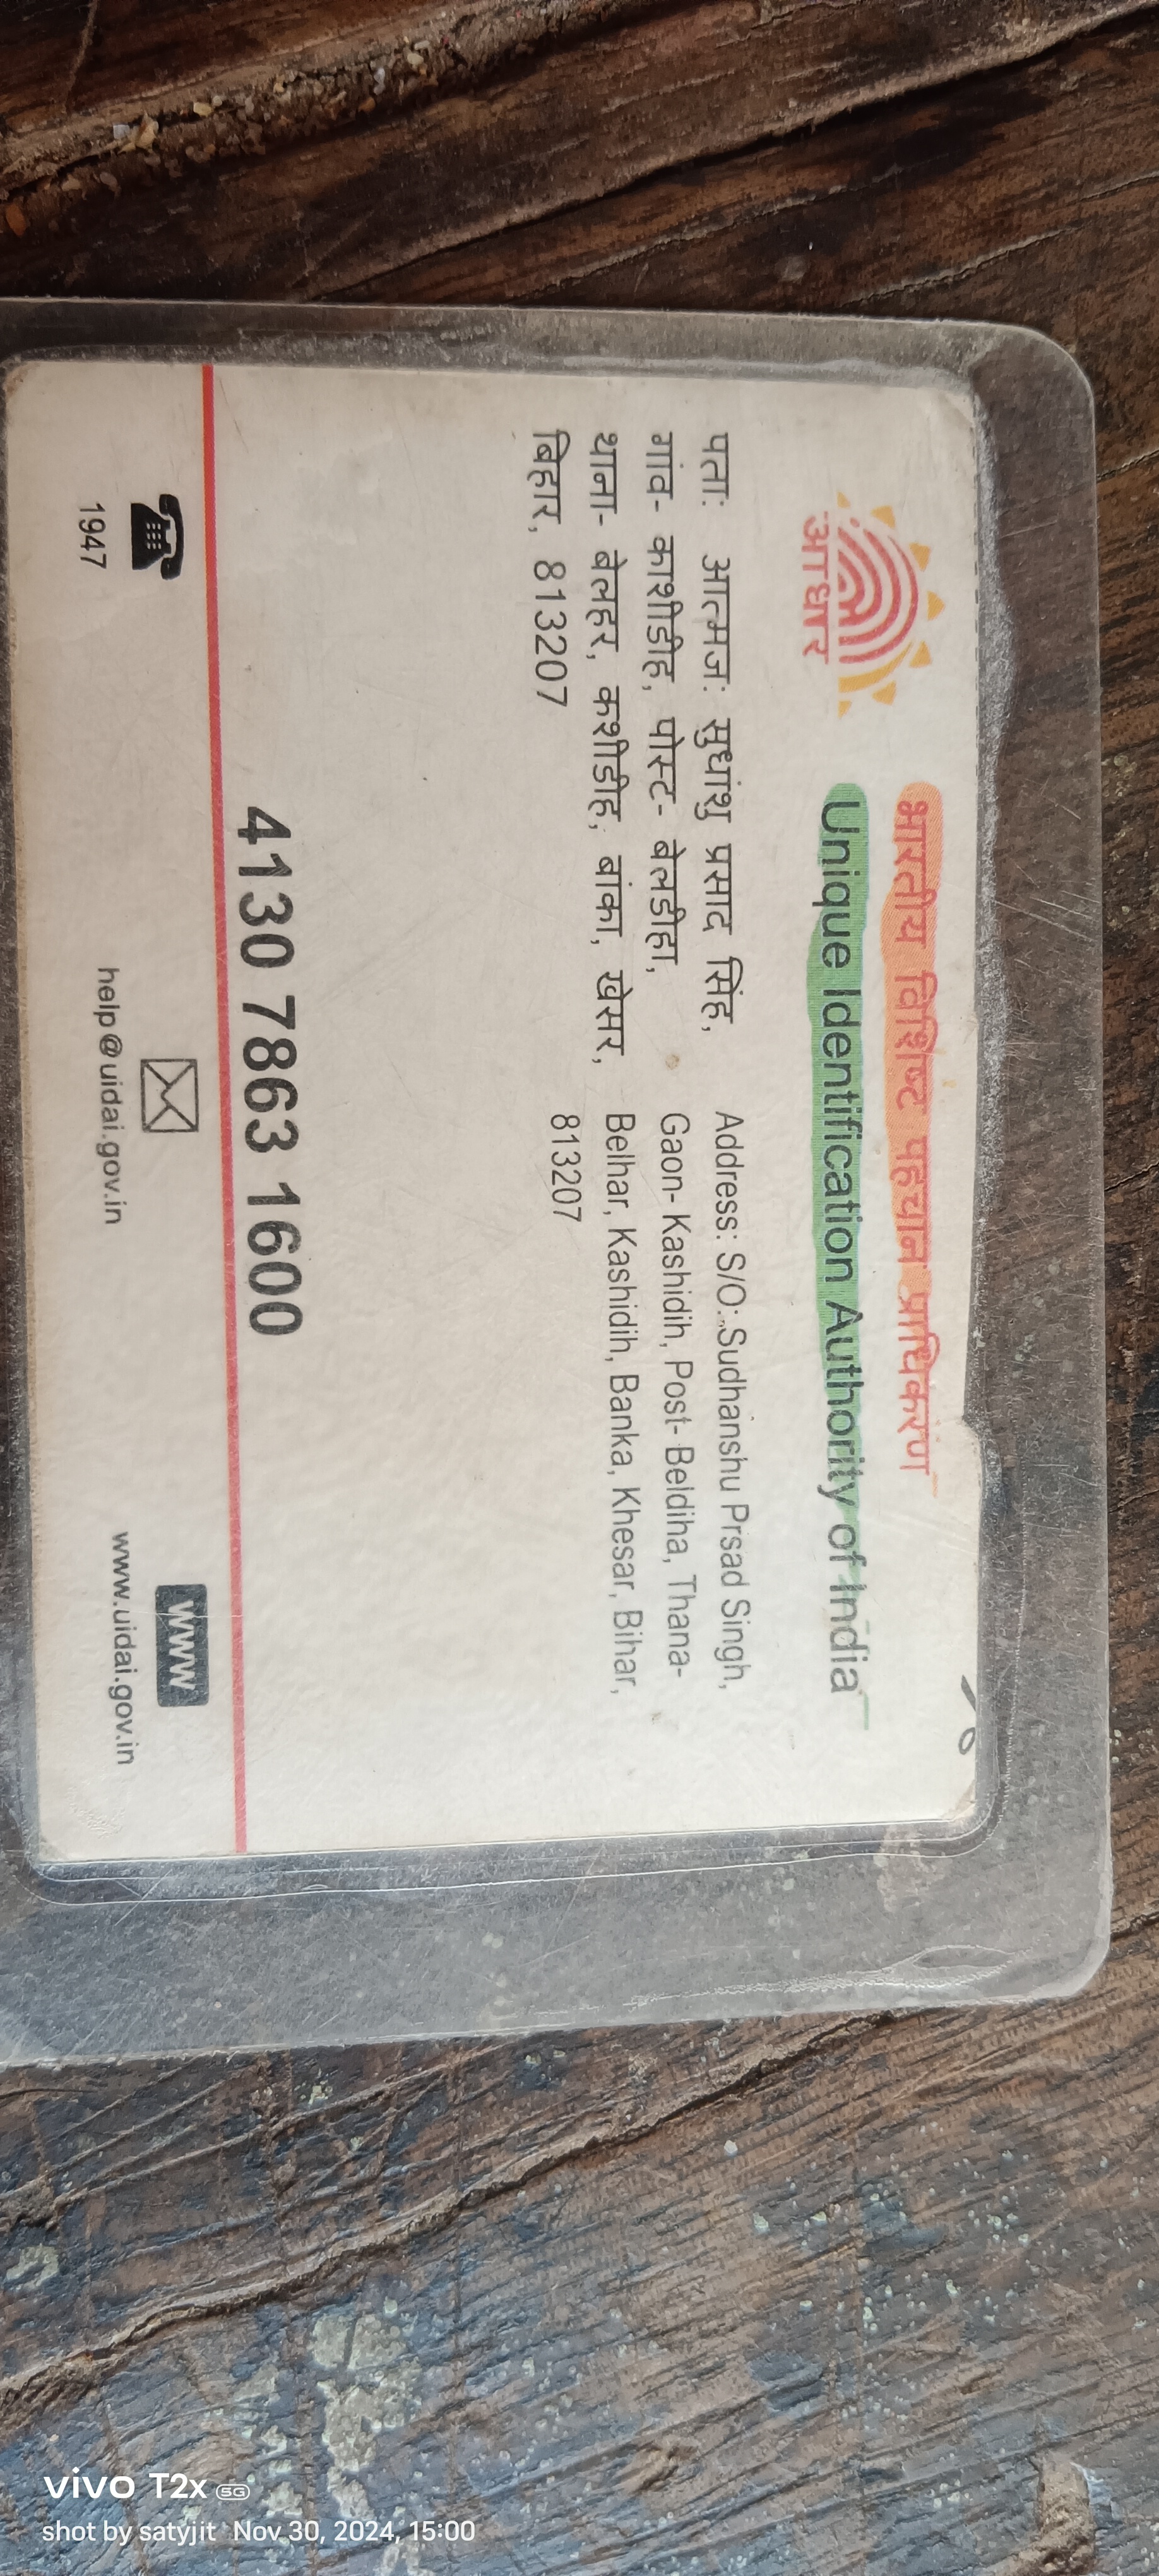 भारतीय विशिष्ट पहचान प्राधिकरण
Unique Identification Authority of India
आधार
पताः आत्मजः सुधांशु प्रसाद सिंह,
गांव- काशीडीह, पोस्ट- बेलडीहा,
थाना- बेलहर, कशीडीह, बांका, खेसर,
बिहार, 813207
Address: S/O: Sudhanshu Prsad Singh,
Gaon- Kashidih, Post- Beldiha, Thana-
Belhar, Kashidih, Banka, Khesar, Bihar,
813207
4130 7863 1600
1947
help@uidai.gov.in
www
www.uidai.gov.in
vivo T2x 5G
shot by satyjit Nov 30, 2024, 15:00